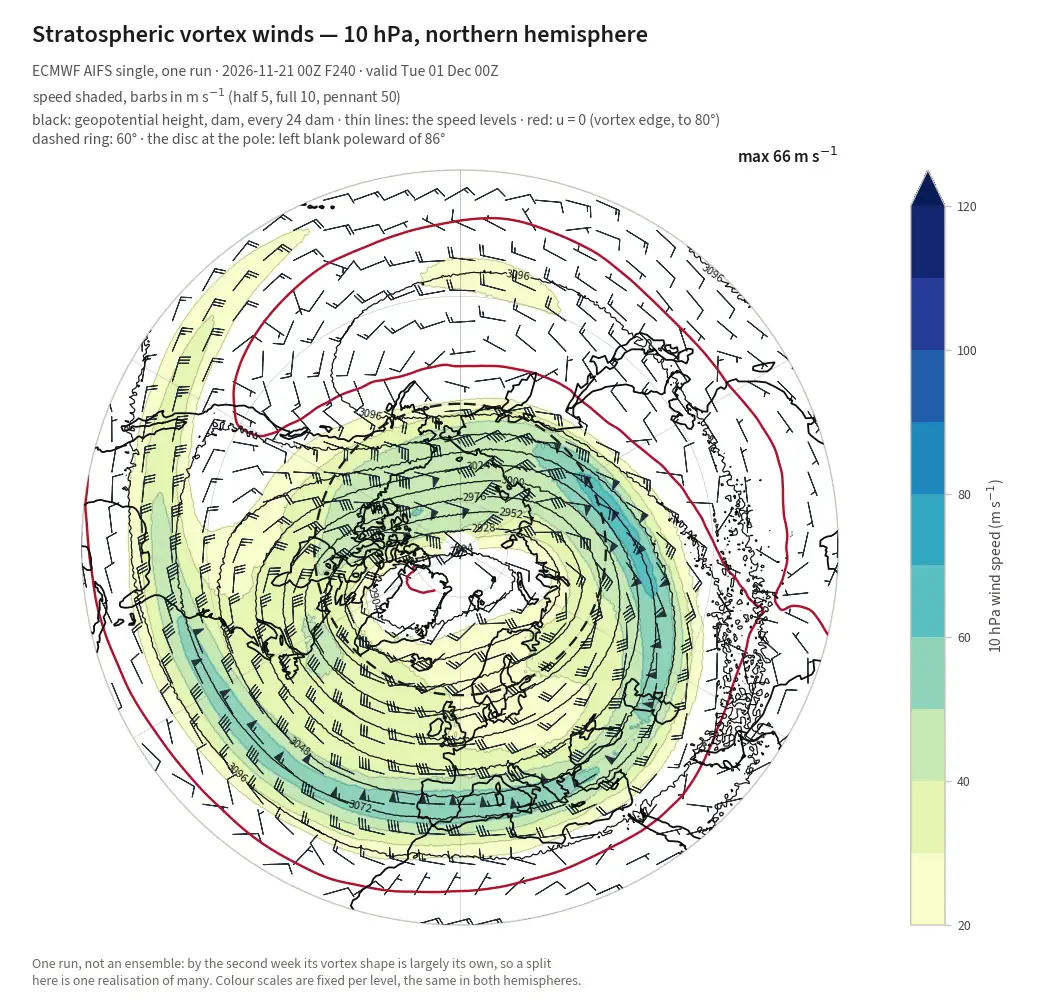 Stratospheric vortex winds — 10 hPa, northern hemisphere
ECMWF AIFS single, one run · 2026-11-21 00Z F240 · valid Tue 01 Dec 00Z
speed shaded, barbs in m s⁻¹ (half 5, full 10, pennant 50)
black: geopotential height, dam, every 24 dam · thin lines: the speed levels · red: u = 0 (vortex edge, to 80°)
dashed ring: 60° · the disc at the pole: left blank poleward of 86°
max 66 m s⁻¹
120
100
80
60
40
20
10 hPa wind speed (m s⁻¹)
3096
3096
3096
3024
3000
2976
2952
2928
2904
3048
3096
3072
One run, not an ensemble: by the second week its vortex shape is largely its own, so a split
here is one realisation of many. Colour scales are fixed per level, the same in both hemispheres.